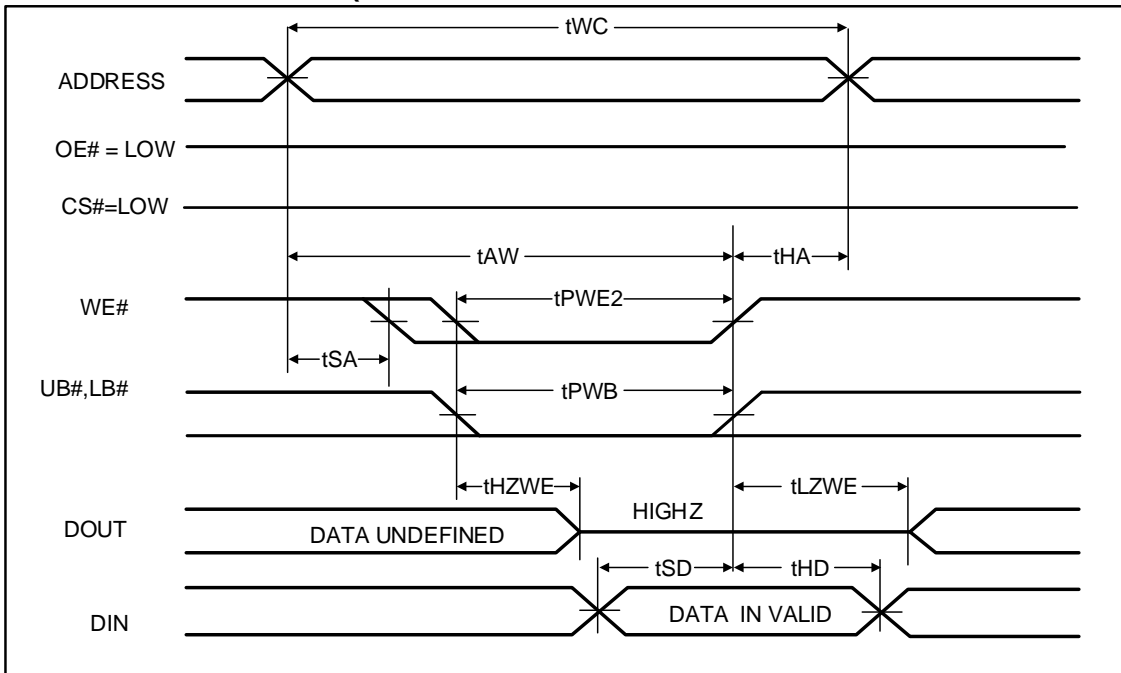 tWC
ADDRESS
OE# = LOW
CS#=LOW
tAW
tHA
WE#
tPWE2
tSA
UB#,LB#
tPWB
tHZWE
tLZWE
DOUT
DATA UNDEFINED
HIGHZ
tSD
tHD
DIN
DATA IN VALID